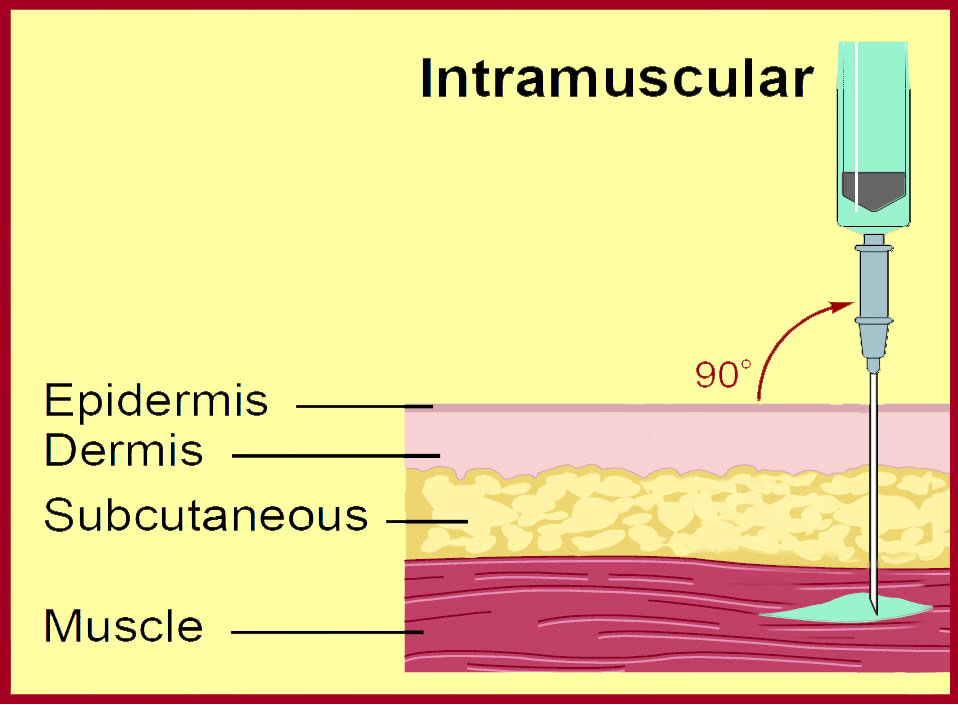 Intramuscular
90°
Epidermis
Dermis
Subcutaneous
Muscle